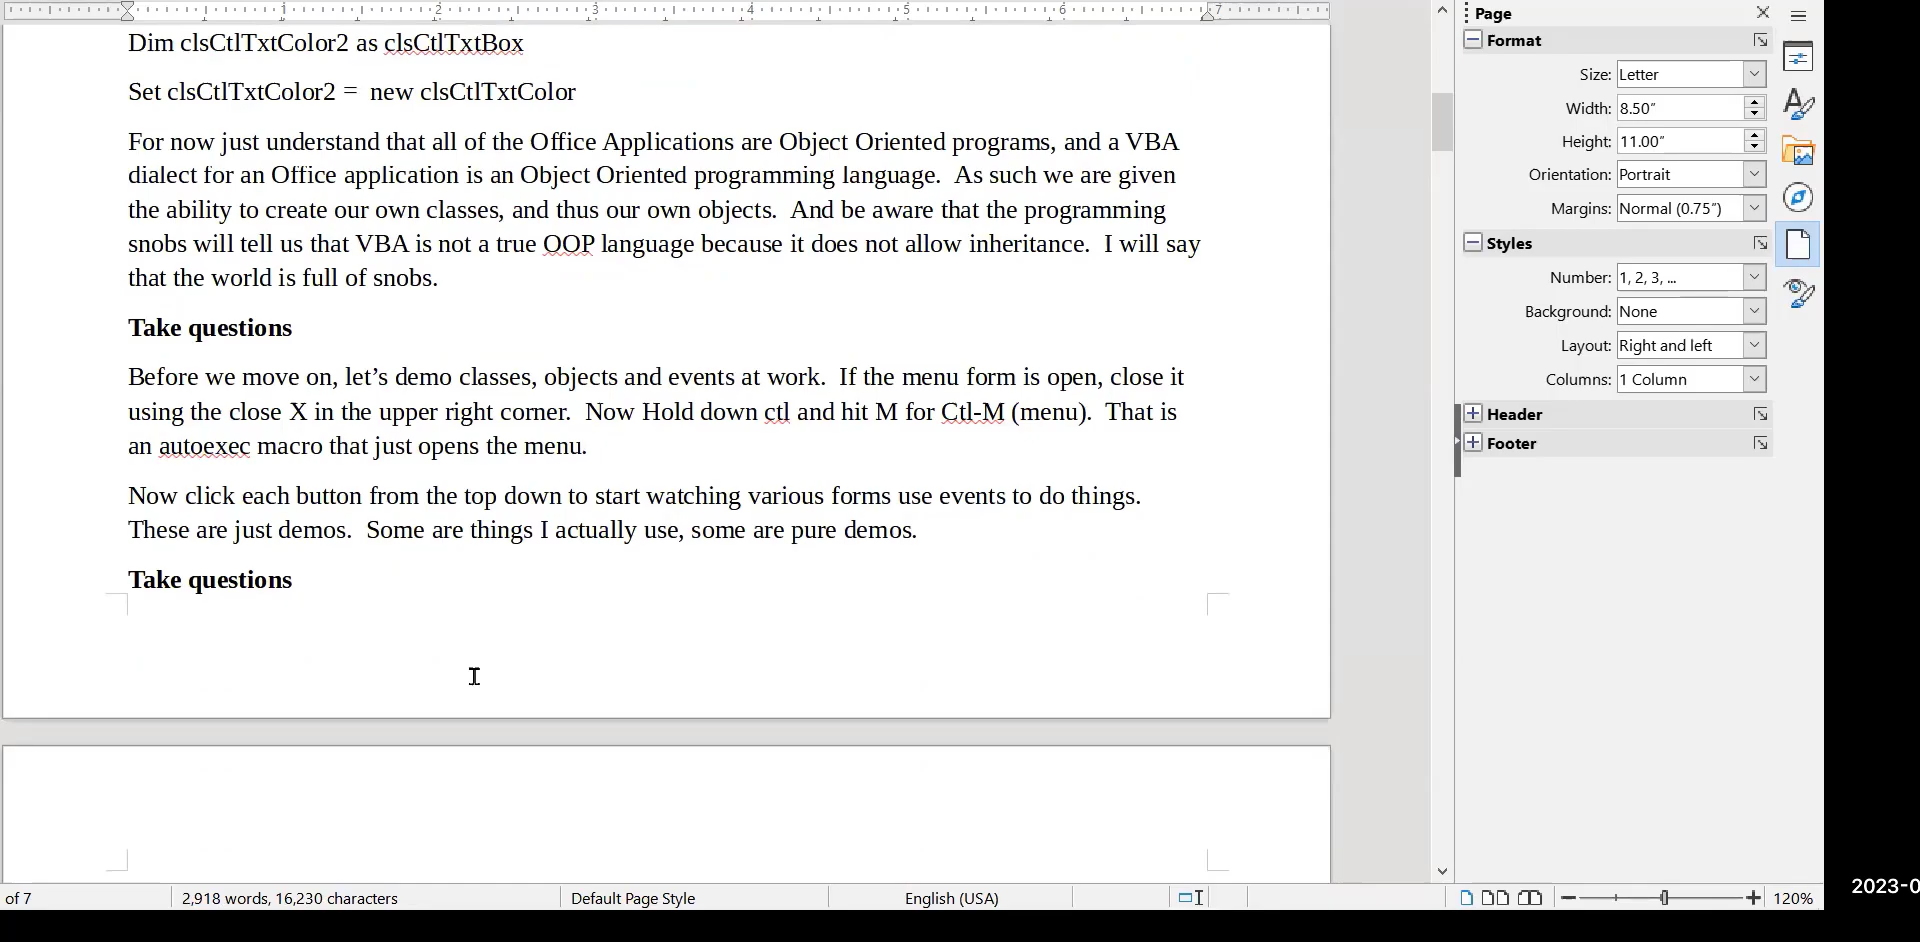 1 2 3 4 5 6 7
Dim clsCtlTxtColor2 as clsCtlTxtBox
Set clsCtlTxtColor2 =  new clsCtlTxtColor
For now just understand that all of the Office Applications are Object Oriented programs, and a VBA
dialect for an Office application is an Object Oriented programming language.  As such we are given
the ability to create our own classes, and thus our own objects.  And be aware that the programming
snobs will tell us that VBA is not a true OOP language because it does not allow inheritance.  I will say
that the world is full of snobs.
Take questions
Before we move on, let’s demo classes, objects and events at work.  If the menu form is open, close it
using the close X in the upper right corner.  Now Hold down ctl and hit M for Ctl-M (menu).  That is
an autoexec macro that just opens the menu.
Now click each button from the top down to start watching various forms use events to do things.
These are just demos.  Some are things I actually use, some are pure demos.
Take questions
Page
Format
Size: Letter
Width: 8.50″
Height: 11.00″
Orientation: Portrait
Margins: Normal (0.75″)
Styles
Number: 1, 2, 3, ...
Background: None
Layout: Right and left
Columns: 1 Column
Header
Footer
of 7 2,918 words, 16,230 characters Default Page Style English (USA) 120%
2023-0